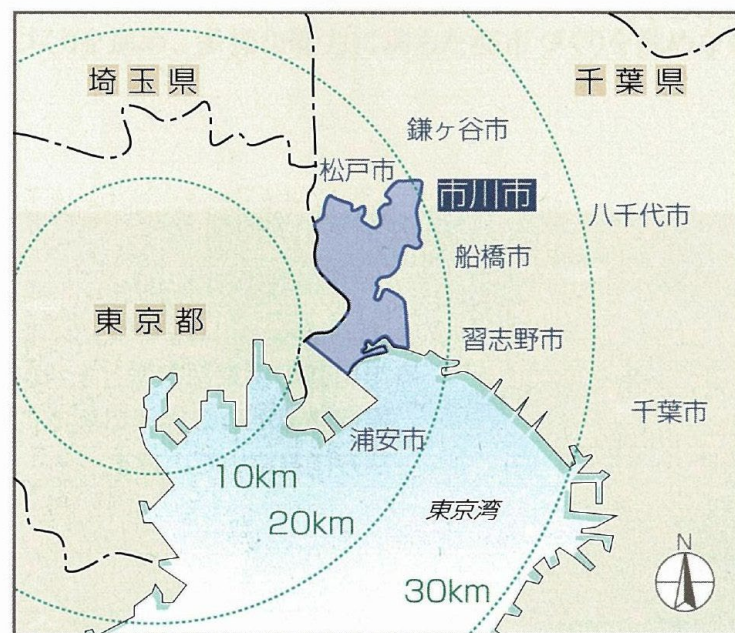 埼玉県
千葉県
鎌ヶ谷市
松戸市
市川市
八千代市
船橋市
東京都
習志野市
千葉市
浦安市
10km
20km
東京湾
30km
N